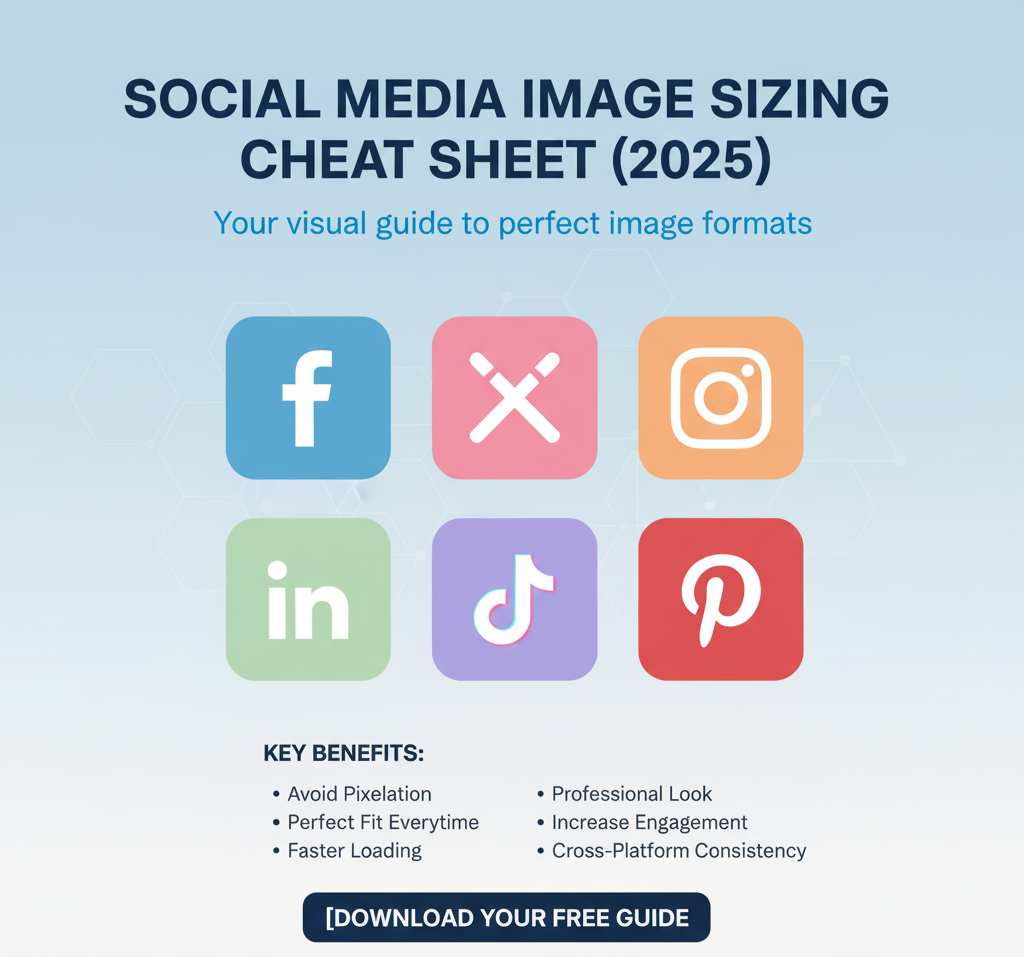 SOCIAL MEDIA IMAGE SIZING
CHEAT SHEET (2025)
Your visual guide to perfect image formats
f
X
in
P
KEY BENEFITS:
• Avoid Pixelation
• Perfect Fit Everytime
• Faster Loading
• Professional Look
• Increase Engagement
• Cross-Platform Consistency
[DOWNLOAD YOUR FREE GUIDE